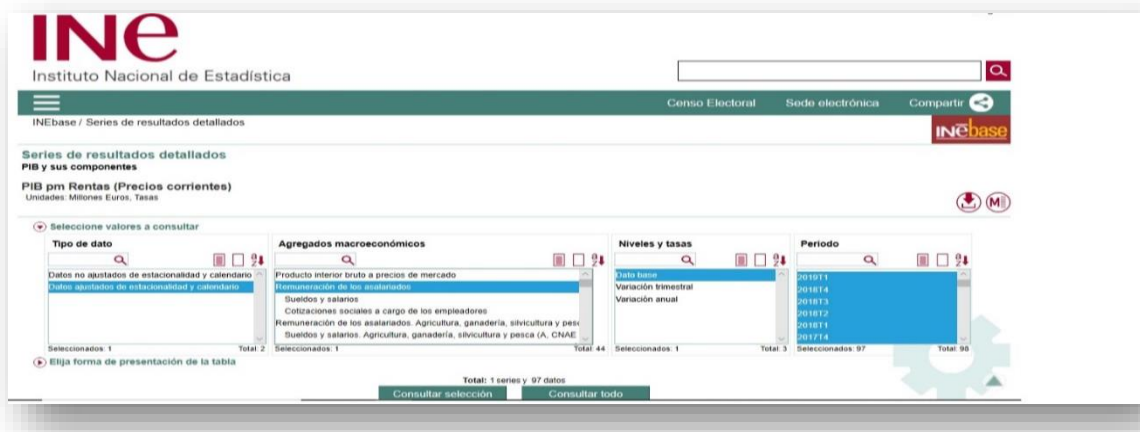 INe
Instituto Nacional de Estadística
Censo Electoral Sede electrónica Compartir
INEbase / Series de resultados detallados
INēbase
Series de resultados detallados
PIB y sus componentes
PIB pm Rentas (Precios corrientes)
Unidades: Millones Euros, Tasas
Seleccione valores a consultar
Tipo de dato
Datos no ajustados de estacionalidad y calendario
Datos ajustados de estacionalidad y calendario
Seleccionados: 1 Total: 2
Agregados macroeconómicos
Producto interior bruto a precios de mercado
Remuneración de los asalariados
Sueldos y salarios
Cotizaciones sociales a cargo de los empleadores
Remuneración de los asalariados. Agricultura, ganadería, silvicultura y pes
Sueldos y salarios. Agricultura, ganadería, silvicultura y pesca (A, CNAE
Seleccionados: 1 Total: 44
Niveles y tasas
Dato base
Variación trimestral
Variación anual
Seleccionados: 1 Total: 3
Periodo
2019T1
2018T4
2018T3
2018T2
2018T1
2017T4
Seleccionados: 97 Total: 98
Elija forma de presentación de la tabla
Total: 1 series y 97 datos
Consultar selección Consultar todo